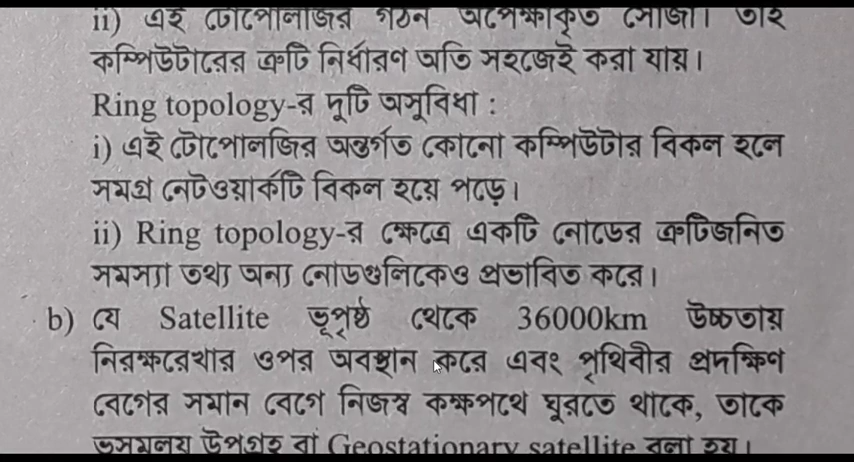 ii) এই টোপোলজির গঠন অপেক্ষাকৃত সোজা। তাই
কম্পিউটারের ত্রুটি নির্ধারণ অতি সহজেই করা যায়।
Ring topology-র দুটি অসুবিধা :
i) এই টোপোলজির অন্তর্গত কোনো কম্পিউটার বিকল হলে
সমগ্র নেটওয়ার্কটি বিকল হয়ে পড়ে।
ii) Ring topology-র ক্ষেত্রে একটি নোডের ত্রুটিজনিত
সমস্যা তথ্য অন্য নোডগুলিকেও প্রভাবিত করে।
b) যে Satellite ভূপৃষ্ঠ থেকে 36000km উচ্চতায়
নিরক্ষরেখার ওপর অবস্থান করে এবং পৃথিবীর প্রদক্ষিণ
বেগের সমান বেগে নিজস্ব কক্ষপথে ঘুরতে থাকে, তাকে
ভূসমলয় উপগ্রহ বা Geostationary satellite বলা হয়।